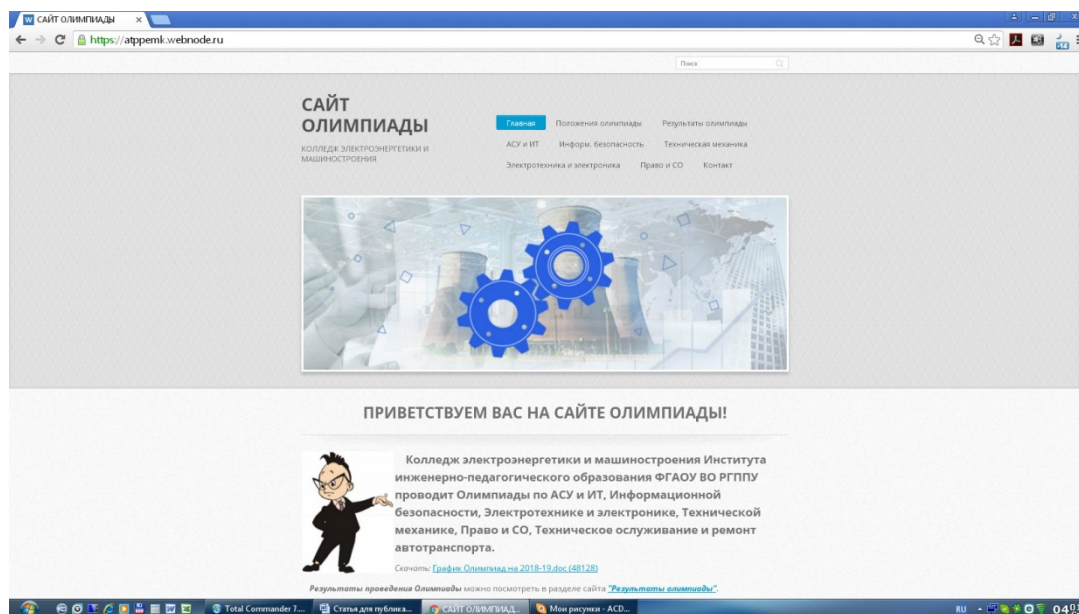 САЙТ ОЛИМПИАДЫ
https://atppemk.webnode.ru
Поиск
САЙТ
ОЛИМПИАДЫ
КОЛЛЕДЖ ЭЛЕКТРОЭНЕРГЕТИКИ И
МАШИНОСТРОЕНИЯ
Главная Положения олимпиады Результаты олимпиады
АСУ и ИТ Информ. безопасность Техническая механика
Электротехника и электроника Право и СО Контакт
ПРИВЕТСТВУЕМ ВАС НА САЙТЕ ОЛИМПИАДЫ!
Колледж электроэнергетики и машиностроения Института
инженерно-педагогического образования ФГАОУ ВО РГППУ
проводит Олимпиады по АСУ и ИТ, Информационной
безопасности, Электротехнике и электронике, Технической
механике, Право и СО, Техническое ослуживание и ремонт
автотранспорта.
Скачать: График Олимпиад на 2018-19.doc (48128)
Результаты проведения Олимпиады можно посмотреть в разделе сайта "Результаты олимпиады".
Total Commander 7.... Статья для публика... САЙТ ОЛИМПИАД... Мои рисунки - ACD... RU